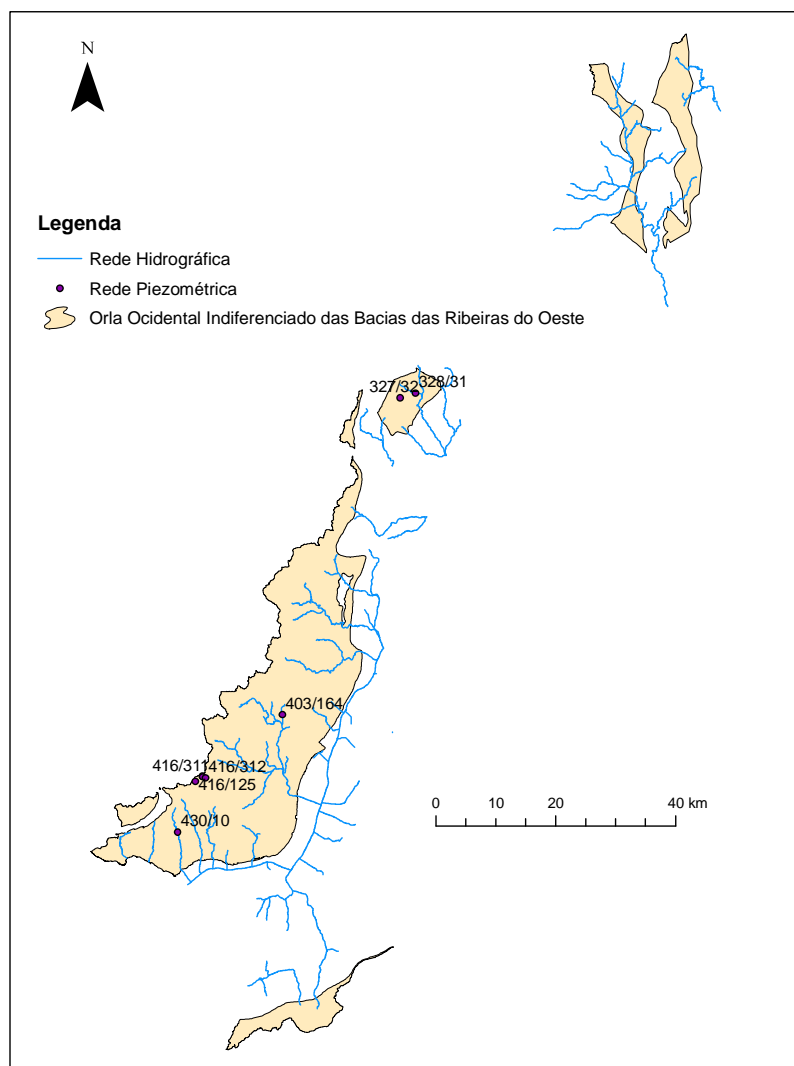 N
Legenda
Rede Hidrográfica
Rede Piezométrica
Orla Ocidental Indiferenciado das Bacias das Ribeiras do Oeste
327/32
328/31
403/164
416/311
416/312
416/125
430/10
0 10 20 40 km